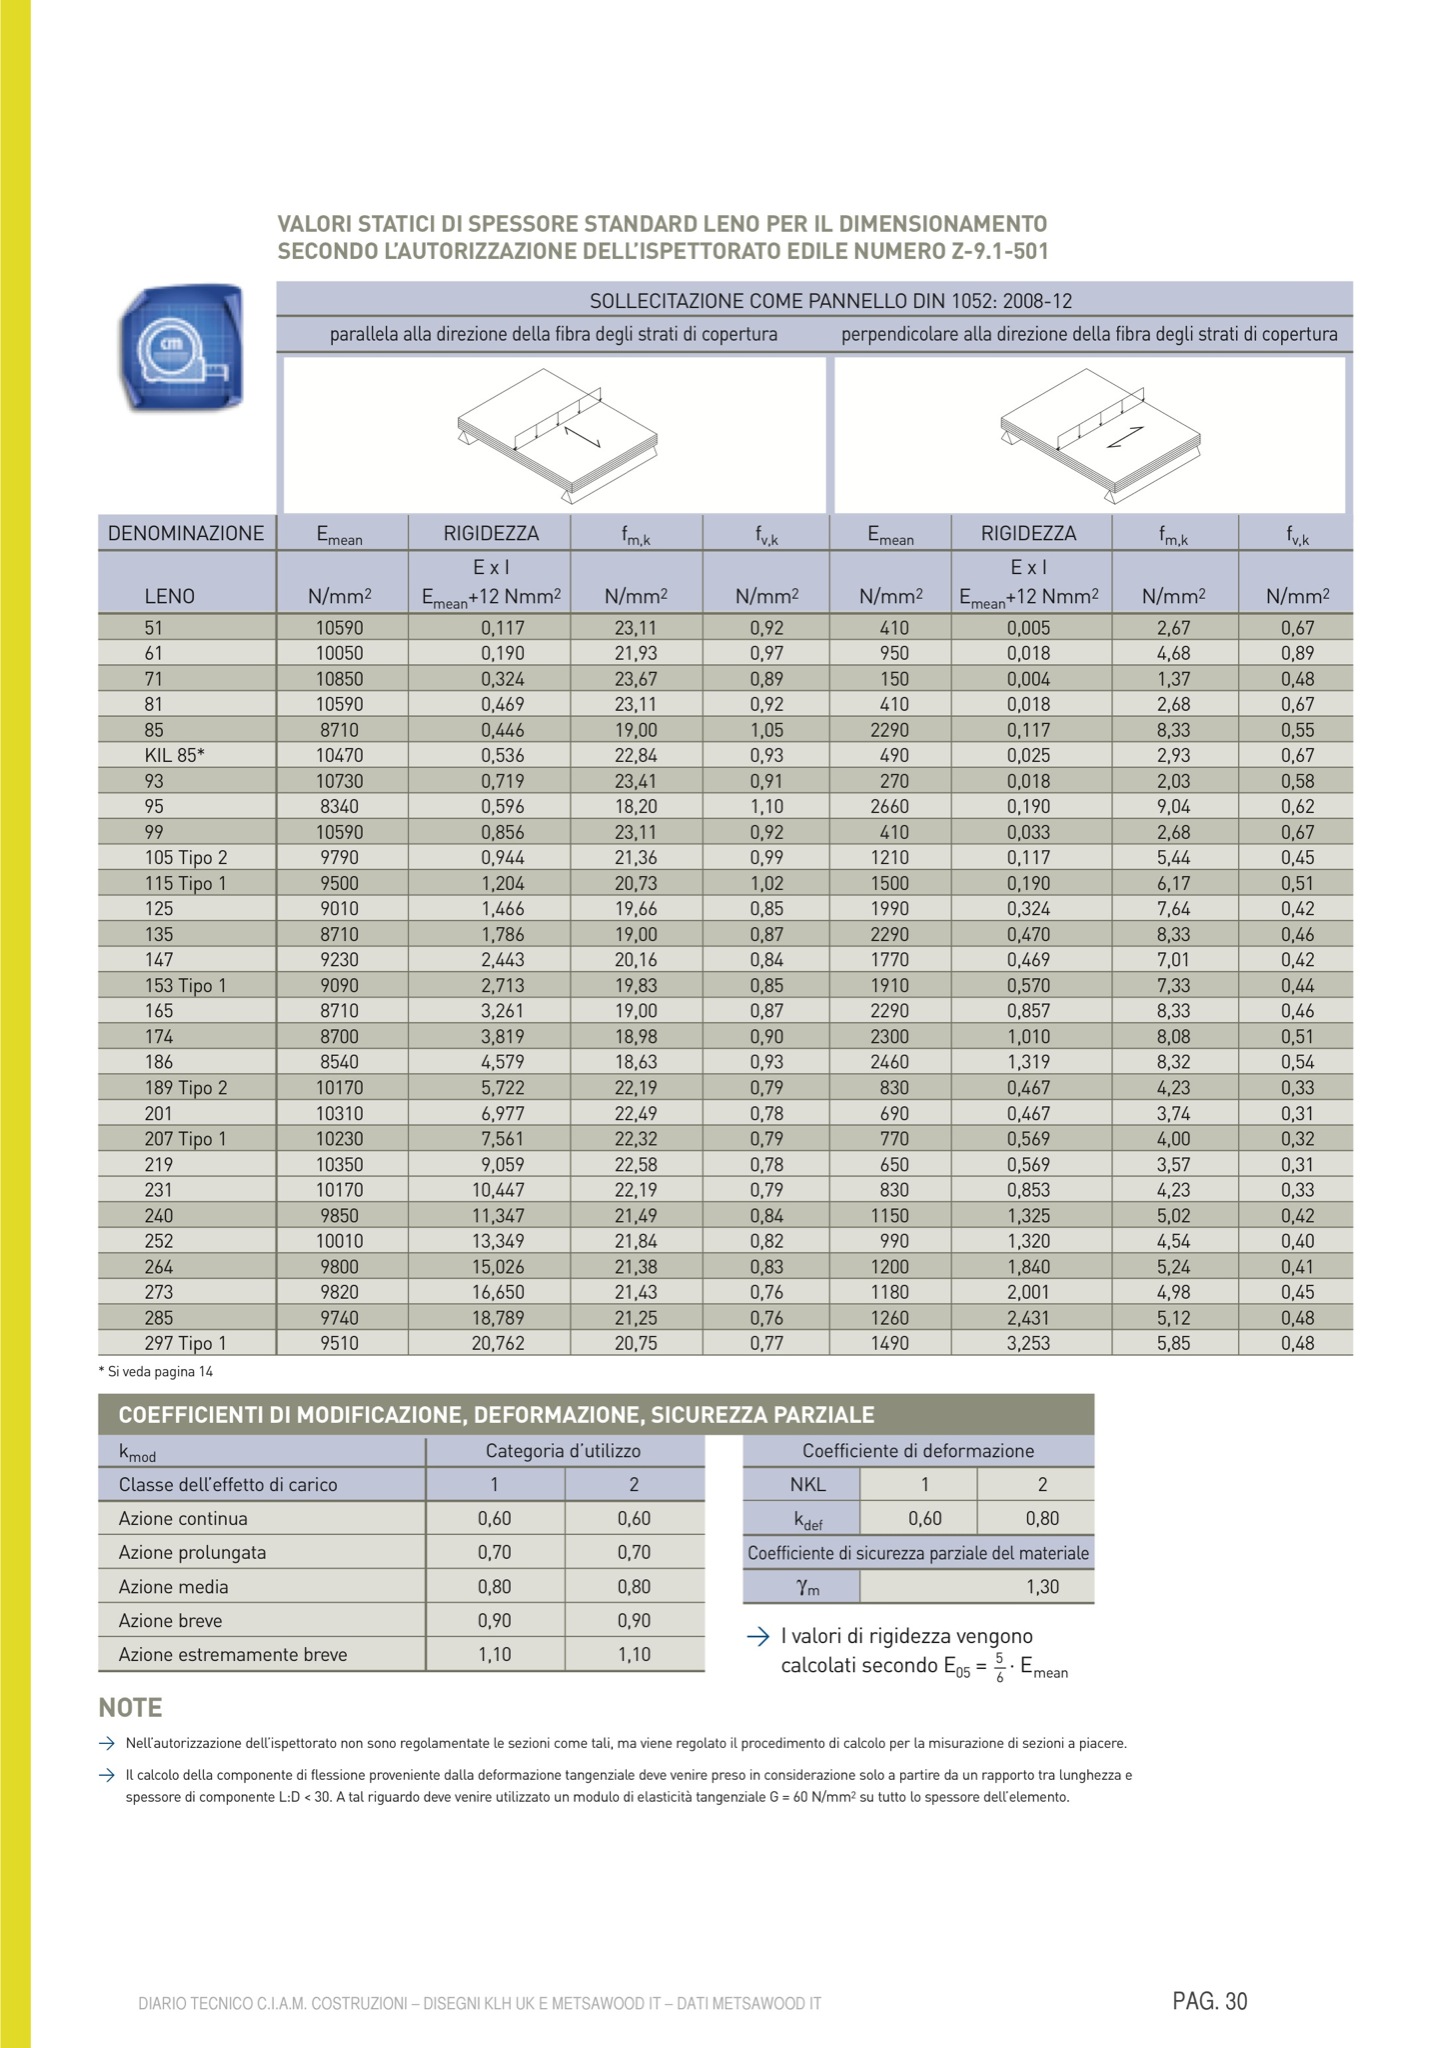 VALORI STATICI DI SPESSORE STANDARD LENO PER IL DIMENSIONAMENTO
SECONDO L'AUTORIZZAZIONE DELL'ISPETTORATO EDILE NUMERO Z-9.1-501
cm
SOLLECITAZIONE COME PANNELLO DIN 1052: 2008-12
parallela alla direzione della fibra degli strati di copertura perpendicolare alla direzione della fibra degli strati di copertura
DENOMINAZIONE Emean RIGIDEZZA fm,k fv,k Emean RIGIDEZZA fm,k fv,k
E x I E x I
LENO N/mm² Emean+12 Nmm² N/mm² N/mm² N/mm² Emean+12 Nmm² N/mm² N/mm²
51 10590 0,117 23,11 0,92 410 0,005 2,67 0,67
61 10050 0,190 21,93 0,97 950 0,018 4,68 0,89
71 10850 0,324 23,67 0,89 150 0,004 1,37 0,48
81 10590 0,469 23,11 0,92 410 0,018 2,68 0,67
85 8710 0,446 19,00 1,05 2290 0,117 8,33 0,55
KIL 85* 10470 0,536 22,84 0,93 490 0,025 2,93 0,67
93 10730 0,719 23,41 0,91 270 0,018 2,03 0,58
95 8340 0,596 18,20 1,10 2660 0,190 9,04 0,62
99 10590 0,856 23,11 0,92 410 0,033 2,68 0,67
105 Tipo 2 9790 0,944 21,36 0,99 1210 0,117 5,44 0,45
115 Tipo 1 9500 1,204 20,73 1,02 1500 0,190 6,17 0,51
125 9010 1,466 19,66 0,85 1990 0,324 7,64 0,42
135 8710 1,786 19,00 0,87 2290 0,470 8,33 0,46
147 9230 2,443 20,16 0,84 1770 0,469 7,01 0,42
153 Tipo 1 9090 2,713 19,83 0,85 1910 0,570 7,33 0,44
165 8710 3,261 19,00 0,87 2290 0,857 8,33 0,46
174 8700 3,819 18,98 0,90 2300 1,010 8,08 0,51
186 8540 4,579 18,63 0,93 2460 1,319 8,32 0,54
189 Tipo 2 10170 5,722 22,19 0,79 830 0,467 4,23 0,33
201 10310 6,977 22,49 0,78 690 0,467 3,74 0,31
207 Tipo 1 10230 7,561 22,32 0,79 770 0,569 4,00 0,32
219 10350 9,059 22,58 0,78 650 0,569 3,57 0,31
231 10170 10,447 22,19 0,79 830 0,853 4,23 0,33
240 9850 11,347 21,49 0,84 1150 1,325 5,02 0,42
252 10010 13,349 21,84 0,82 990 1,320 4,54 0,40
264 9800 15,026 21,38 0,83 1200 1,840 5,24 0,41
273 9820 16,650 21,43 0,76 1180 2,001 4,98 0,45
285 9740 18,789 21,25 0,76 1260 2,431 5,12 0,48
297 Tipo 1 9510 20,762 20,75 0,77 1490 3,253 5,85 0,48
* Si veda pagina 14
COEFFICIENTI DI MODIFICAZIONE, DEFORMAZIONE, SICUREZZA PARZIALE
kmod Categoria d'utilizzo
Classe dell'effetto di carico 1 2
Azione continua 0,60 0,60
Azione prolungata 0,70 0,70
Azione media 0,80 0,80
Azione breve 0,90 0,90
Azione estremamente breve 1,10 1,10
Coefficiente di deformazione
NKL 1 2
kdef 0,60 0,80
Coefficiente di sicurezza parziale del materiale
γm 1,30
→ I valori di rigidezza vengono
calcolati secondo E05 = 5/6 · Emean
NOTE
→ Nell'autorizzazione dell'ispettorato non sono regolamentate le sezioni come tali, ma viene regolato il procedimento di calcolo per la misurazione di sezioni a piacere.
→ Il calcolo della componente di flessione proveniente dalla deformazione tangenziale deve venire preso in considerazione solo a partire da un rapporto tra lunghezza e
spessore di componente L:D < 30. A tal riguardo deve venire utilizzato un modulo di elasticità tangenziale G = 60 N/mm² su tutto lo spessore dell'elemento.
DIARIO TECNICO C.I.A.M. COSTRUZIONI – DISEGNI KLH UK E METSAWOOD IT – DATI METSAWOOD IT
PAG. 30